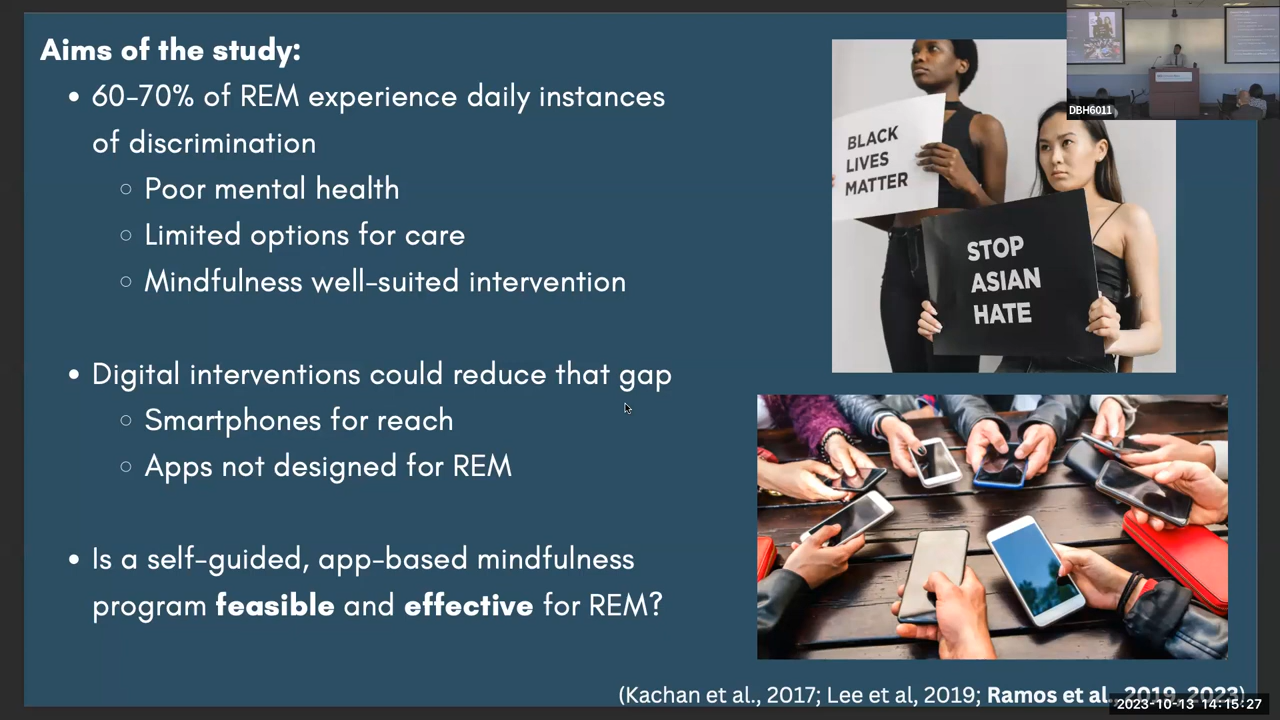 Aims of the study:
• 60-70% of REM experience daily instances
of discrimination
○ Poor mental health
○ Limited options for care
○ Mindfulness well-suited intervention
• Digital interventions could reduce that gap
○ Smartphones for reach
○ Apps not designed for REM
• Is a self-guided, app-based mindfulness
program feasible and effective for REM?
BLACK
LIVES
MATTER
STOP
ASIAN
HATE
DBH6011
(Kachan et al., 2017; Lee et al, 2019; Ramos et al., 2019, 2023)
2023-10-13 14:15:27